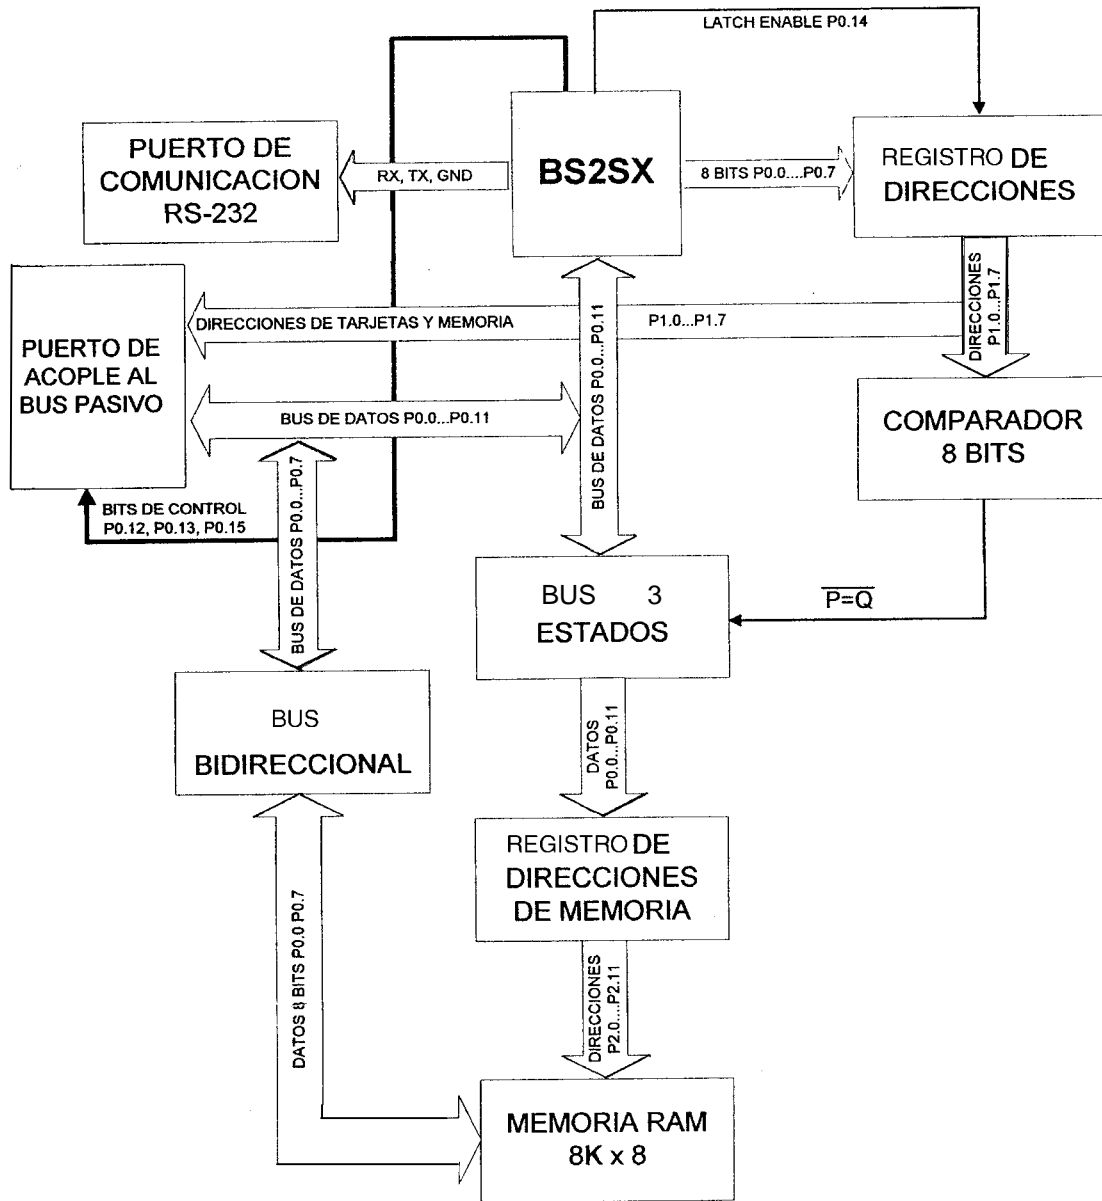 LATCH ENABLE P0.14
PUERTO DE
COMUNICACION
RS-232
RX, TX, GND
BS2SX
8 BITS P0.0....P0.7
REGISTRO DE
DIRECCIONES
DIRECCIONES DE TARJETAS Y MEMORIA
P1.0...P1.7
DIRECCIONES
P1.0...P1.7
PUERTO DE
ACOPLE AL
BUS PASIVO
BUS DE DATOS P0.0...P0.11
BUS DE DATOS P0.0...P0.11
COMPARADOR
8 BITS
BITS DE CONTROL
P0.12, P0.13, P0.15
BUS DE DATOS P0.0...P0.7
BUS 3
ESTADOS
P=Q
BUS
BIDIRECCIONAL
DATOS
P0.0...P0.11
REGISTRO DE
DIRECCIONES
DE MEMORIA
DATOS 8 BITS P0.0 P0.7
DIRECCIONES
P2.0....P2.11
MEMORIA RAM
8K x 8